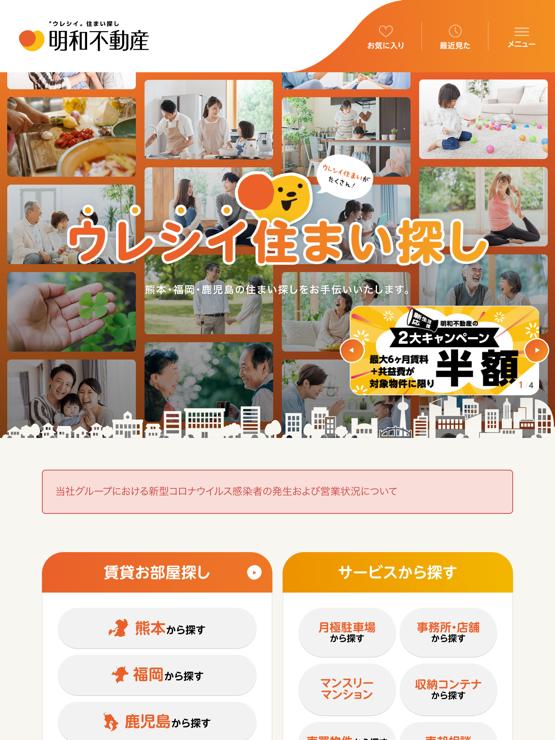 "ウレシイ。住まい探し
明和不動産
お気に入り
最近見た
メニュー
ウレシイ住まいが
たくさん!
ウレシイ住まい探し
熊本・福岡・鹿児島の住まい探しをお手伝いいたします。
明和不動産の
2大キャンペーン
最大6ヶ月賃料
+共益費が
対象物件に限り
半額
1 4
当社グループにおける新型コロナウイルス感染者の発生および営業状況について
賃貸お部屋探し
熊本から探す
福岡から探す
鹿児島から探す
サービスから探す
月極駐車場
から探す
事務所・店舗
から探す
マンスリー
マンション
収納コンテナ
から探す